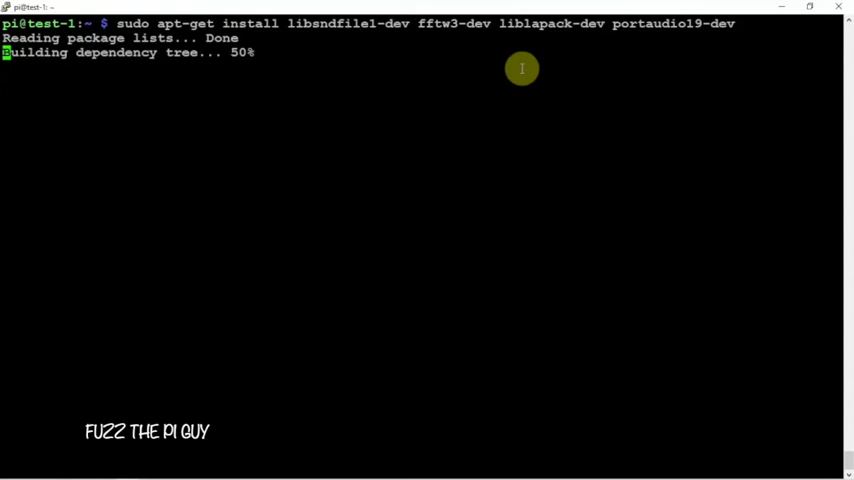 pi@test-1: ~
pi@test-1:~ $ sudo apt-get install libsndfile1-dev fftw3-dev liblapack-dev portaudio19-dev
Reading package lists... Done
Building dependency tree... 50%
FUZZ THE PI GUY